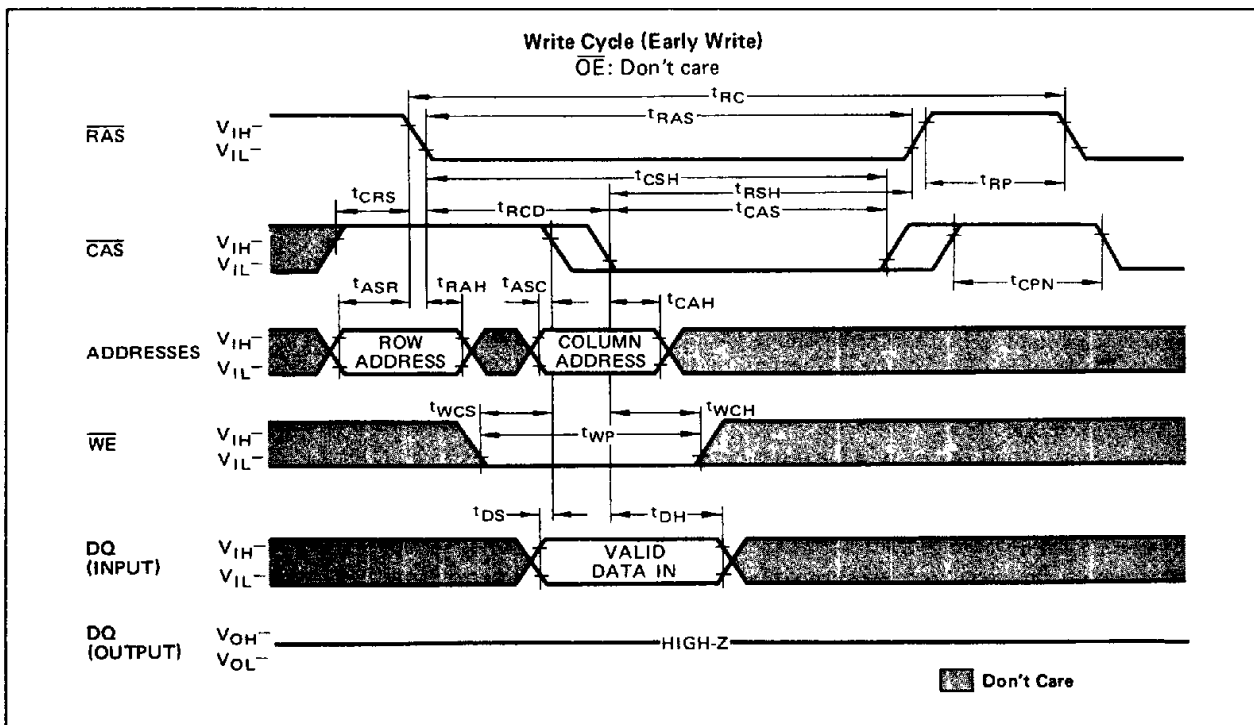 Write Cycle (Early Write)
OE: Don't care
tRC
RAS
VIH
VIL
tRAS
tCSH
tRSH
tRP
tCRS
tRCD
tCAS
CAS
VIH
VIL
tCPN
tASR
tRAH
tASC
tCAH
ADDRESSES
VIH
VIL
ROW
ADDRESS
COLUMN
ADDRESS
tWCS
tWCH
tWP
WE
VIH
VIL
tDS
tDH
DQ
(INPUT)
VIH
VIL
VALID
DATA IN
DQ
(OUTPUT)
VOH
VOL
HIGH-Z
Don't Care